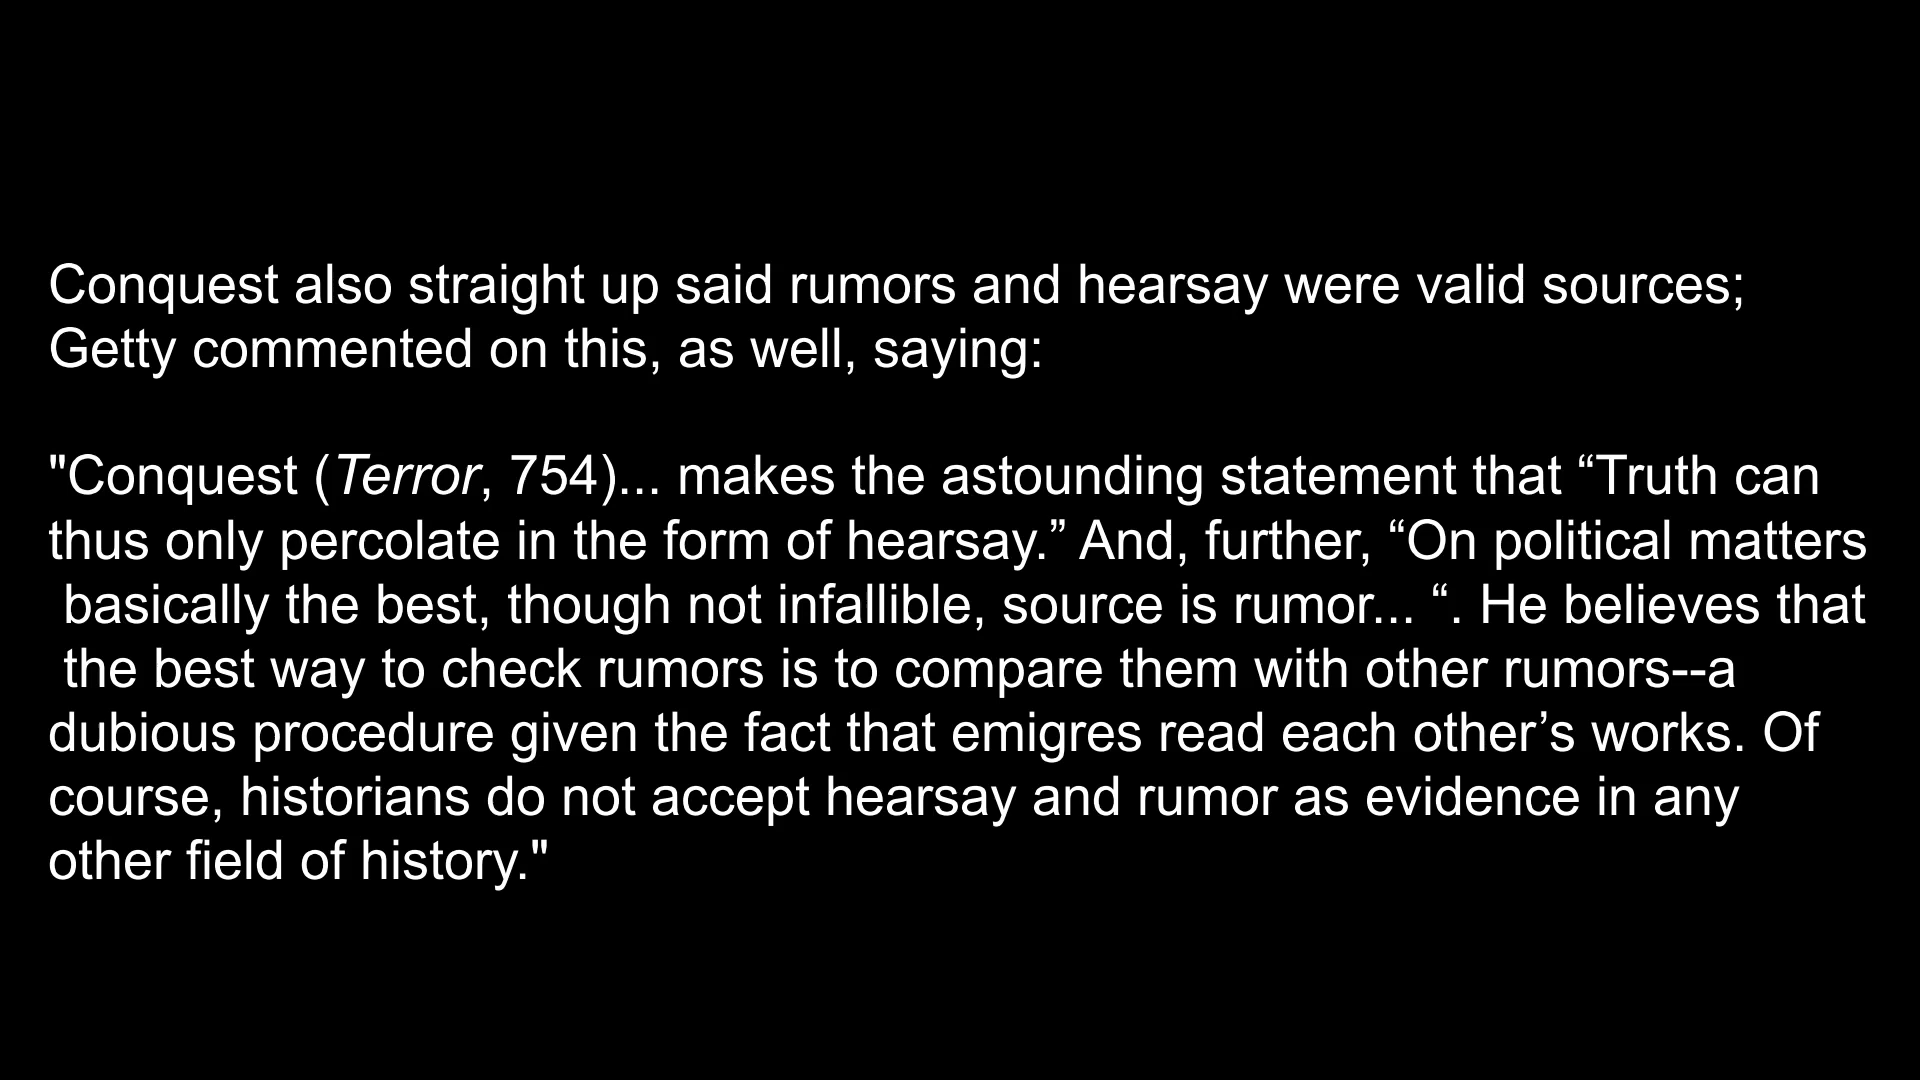 Conquest also straight up said rumors and hearsay were valid sources;
Getty commented on this, as well, saying:
"Conquest (Terror, 754)... makes the astounding statement that “Truth can
thus only percolate in the form of hearsay.” And, further, “On political matters
basically the best, though not infallible, source is rumor... “. He believes that
the best way to check rumors is to compare them with other rumors--a
dubious procedure given the fact that emigres read each other’s works. Of
course, historians do not accept hearsay and rumor as evidence in any
other field of history."